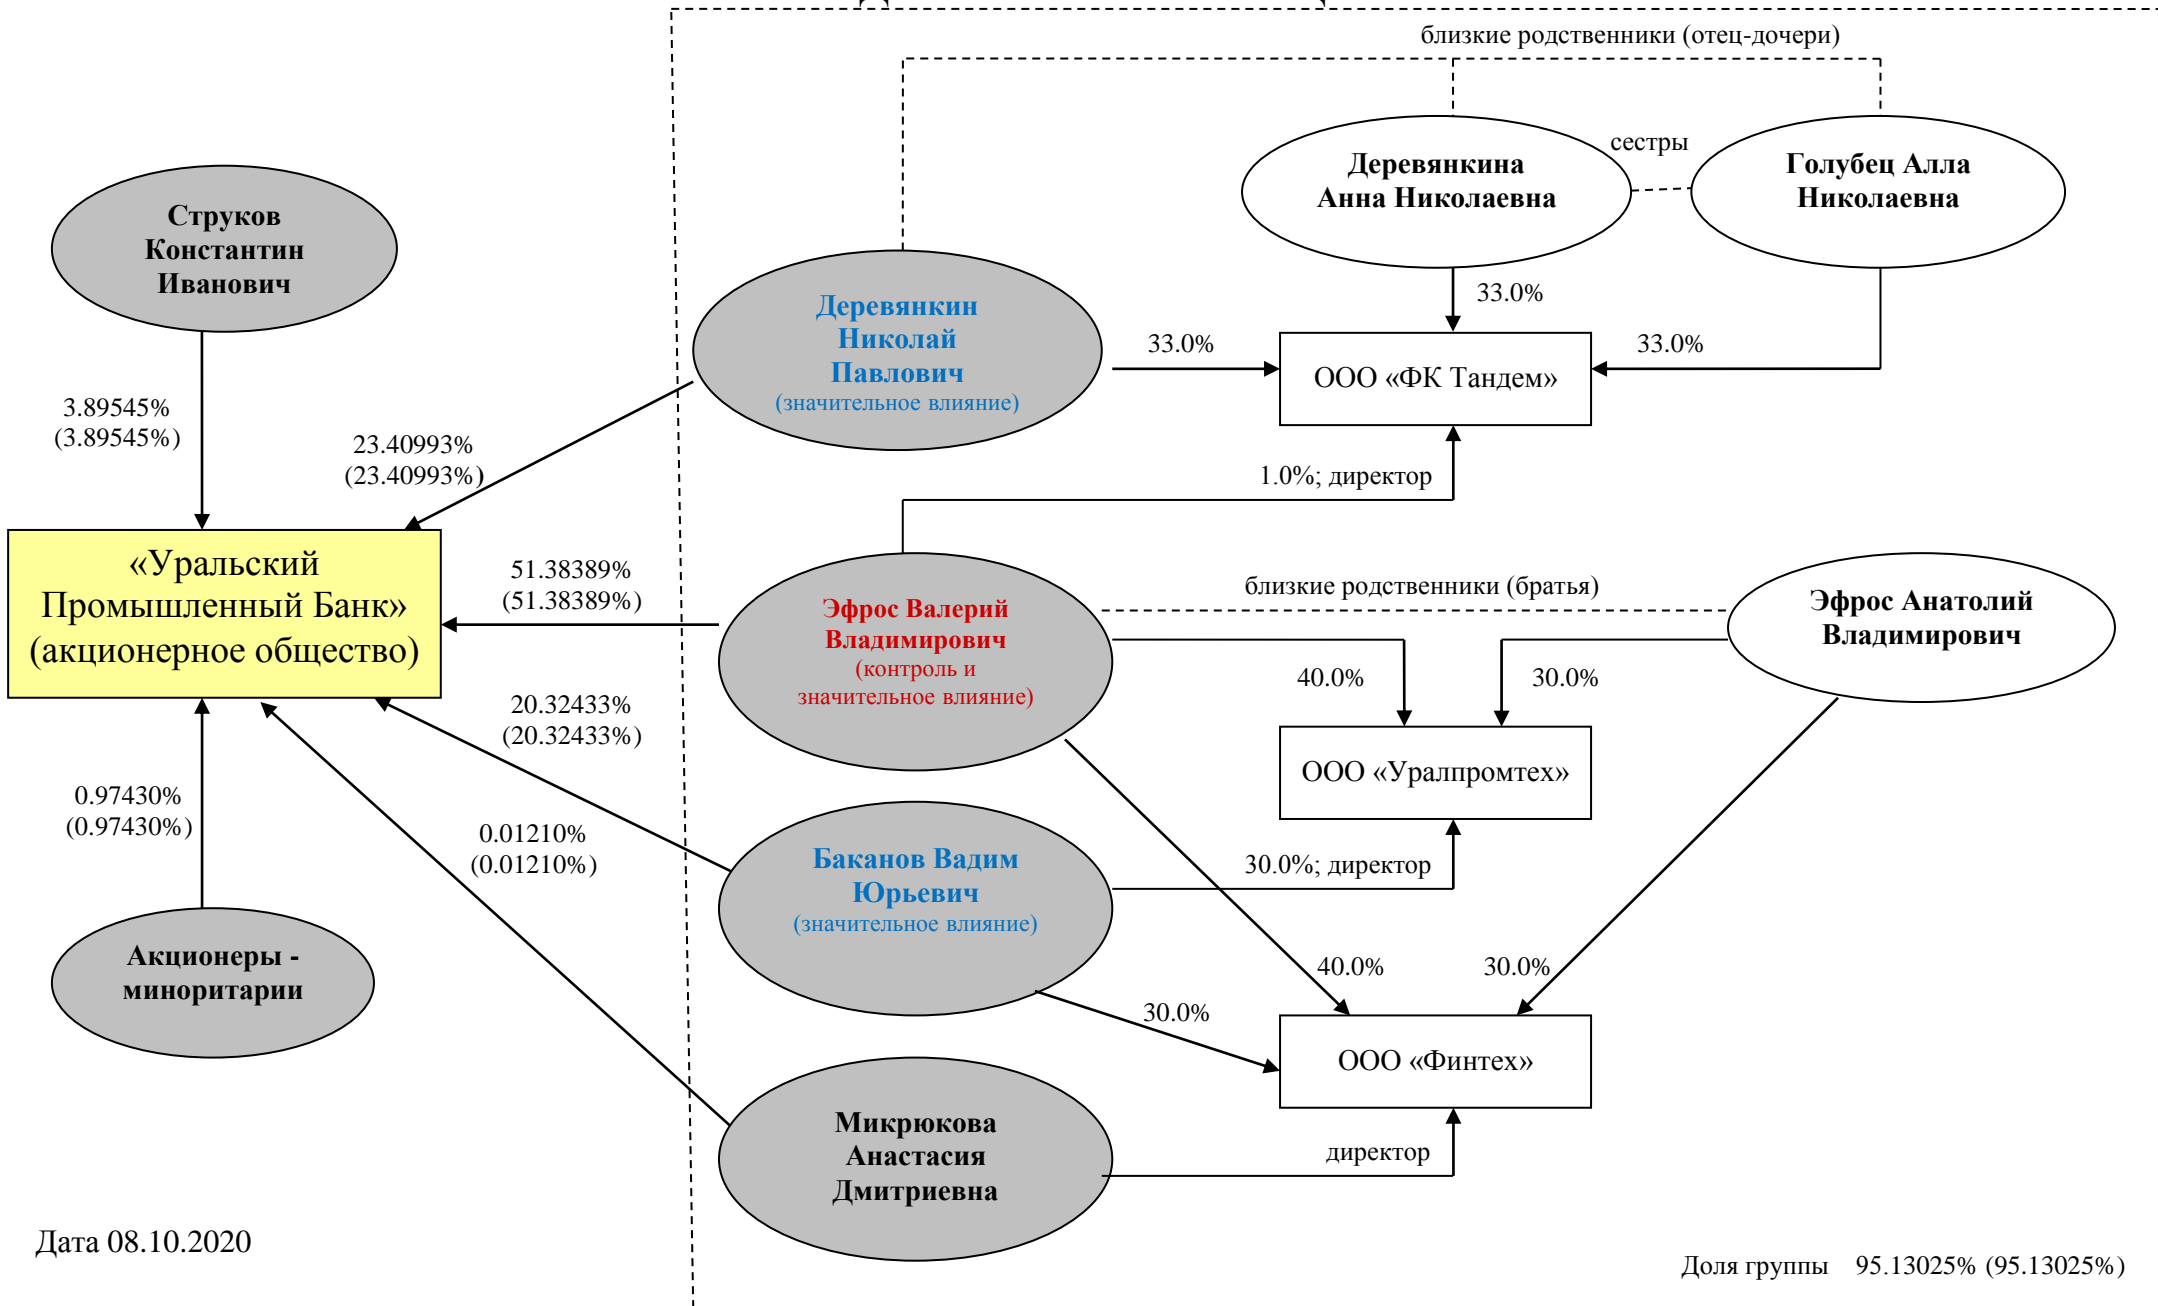 близкие родственники (отец-дочери)
сестры
Деревянкина
Анна Николаевна
Голубец Алла
Николаевна
Струков
Константин
Иванович
33.0%
Деревянкин
Николай
Павлович
(значительное влияние)
33.0%
33.0%
ООО «ФК Тандем»
3.89545%
(3.89545%)
23.40993%
(23.40993%)
1.0%; директор
«Уральский
Промышленный Банк»
(акционерное общество)
51.38389%
(51.38389%)
Эфрос Валерий
Владимирович
(контроль и
значительное влияние)
близкие родственники (братья)
Эфрос Анатолий
Владимирович
40.0%
30.0%
20.32433%
(20.32433%)
ООО «Уралпромтех»
0.97430%
(0.97430%)
0.01210%
(0.01210%)
Баканов Вадим
Юрьевич
(значительное влияние)
30.0%; директор
Акционеры -
миноритарии
40.0%
30.0%
30.0%
ООО «Финтех»
Микрюкова
Анастасия
Дмитриевна
директор
Дата 08.10.2020
Доля группы 95.13025% (95.13025%)